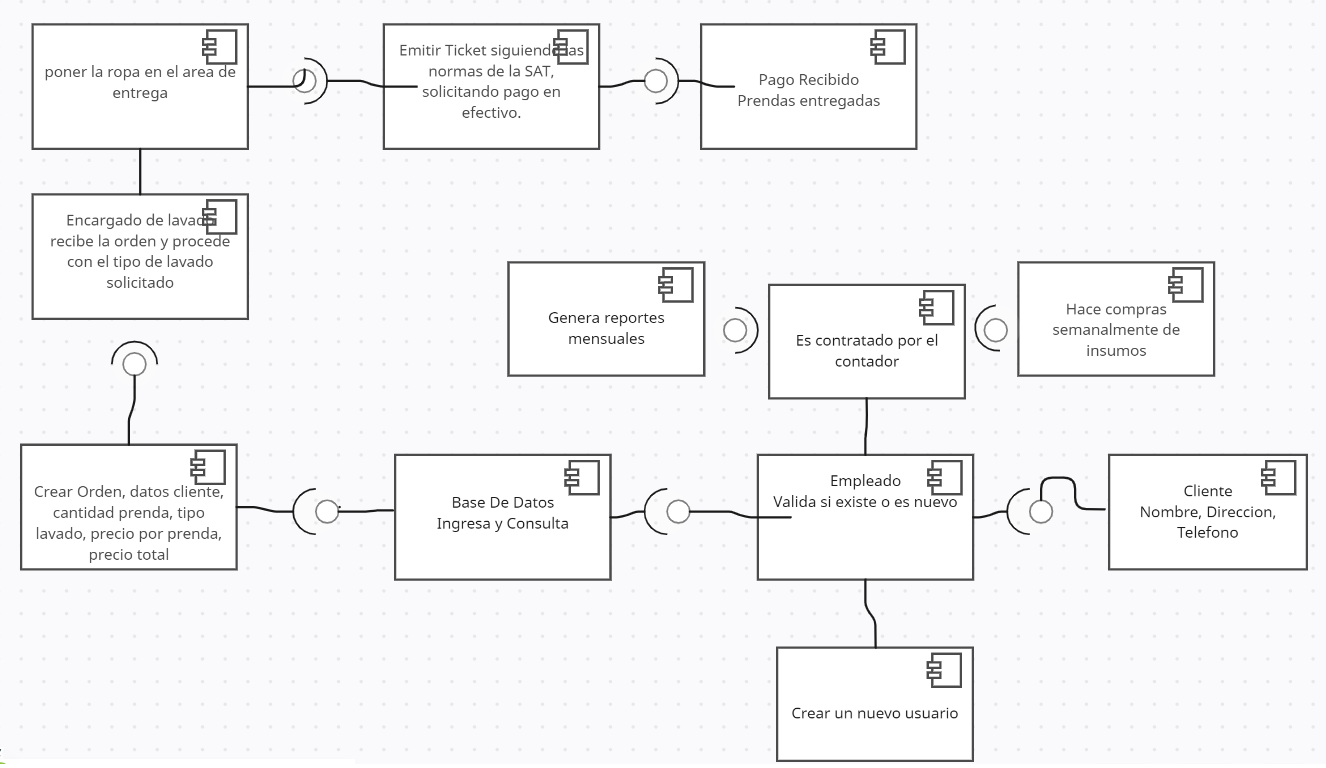 poner la ropa en el area de
entrega
Emitir Ticket siguiendo las
normas de la SAT,
solicitando pago en
efectivo.
Pago Recibido
Prendas entregadas
Encargado de lavado
recibe la orden y procede
con el tipo de lavado
solicitado
Genera reportes
mensuales
Es contratado por el
contador
Hace compras
semanalmente de
insumos
Crear Orden, datos cliente,
cantidad prenda, tipo
lavado, precio por prenda,
precio total
Base De Datos
Ingresa y Consulta
Empleado
Valida si existe o es nuevo
Cliente
Nombre, Direccion,
Telefono
Crear un nuevo usuario